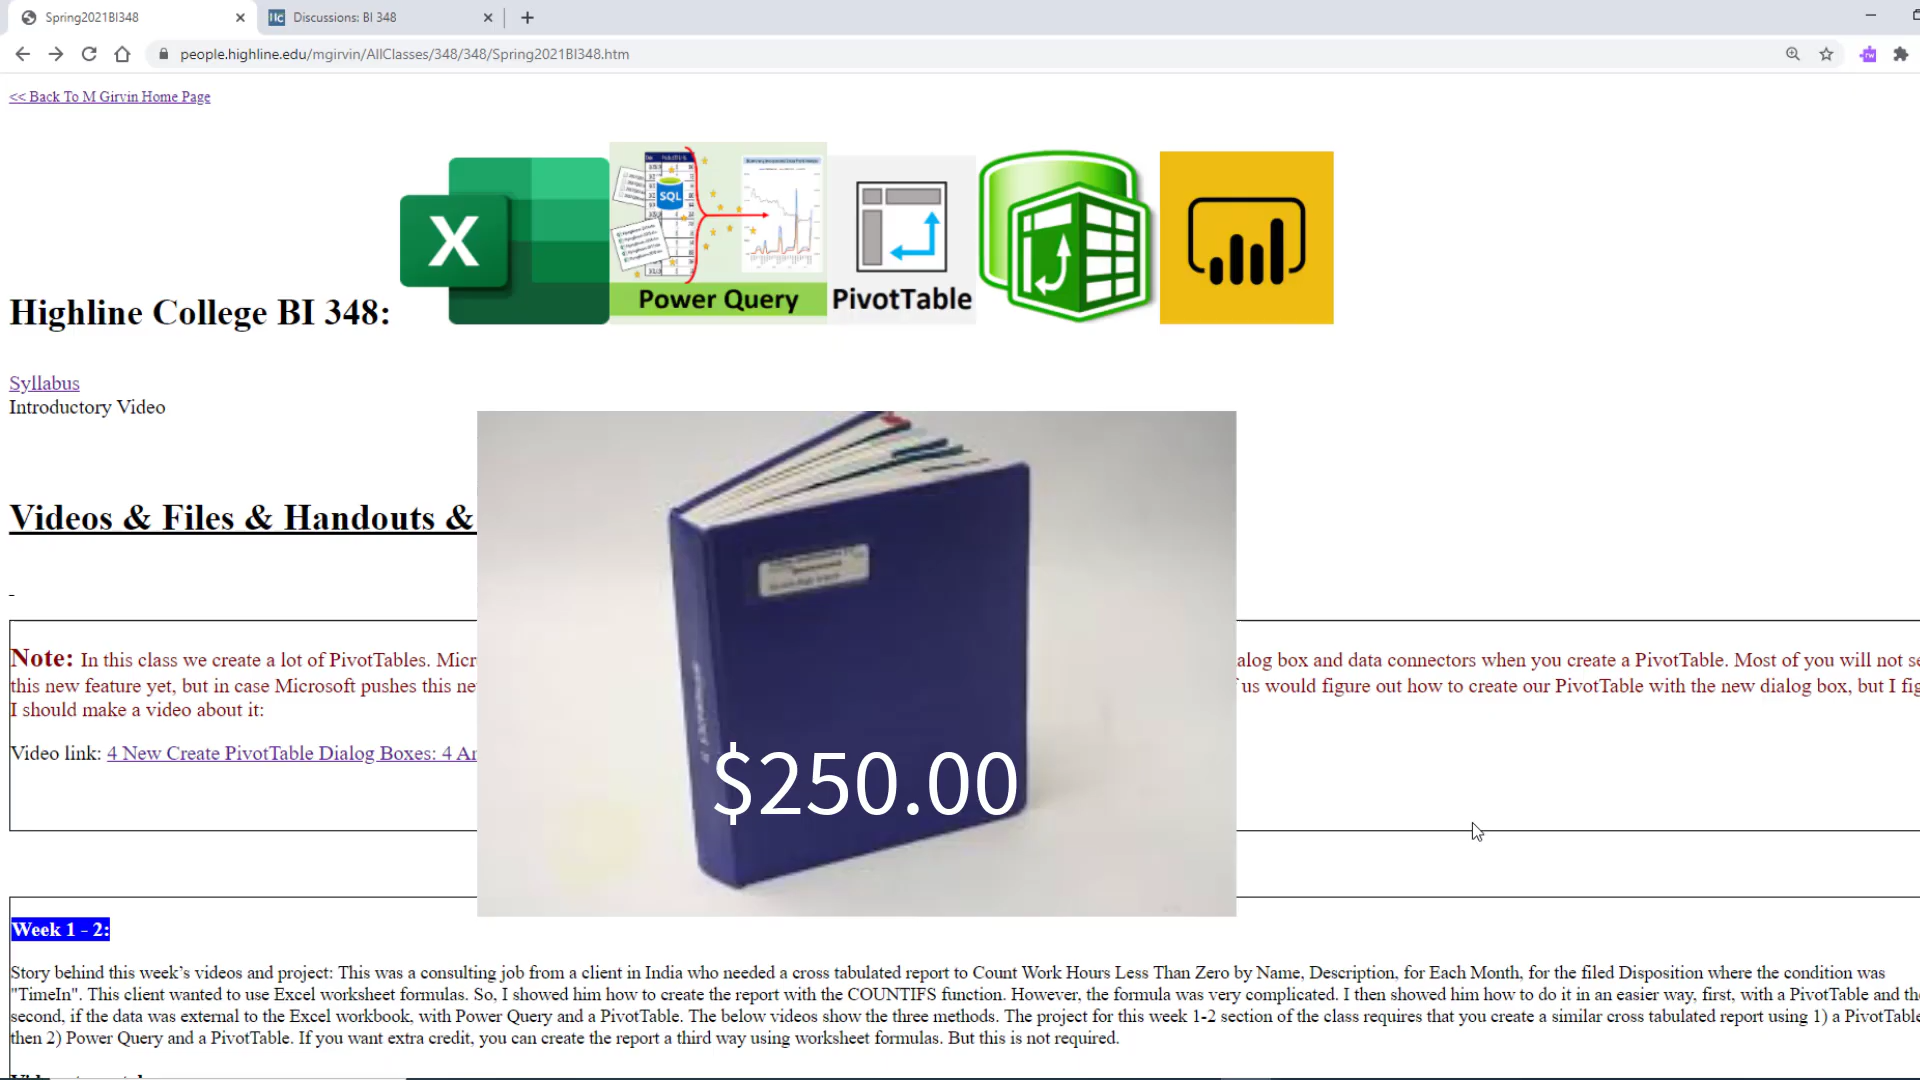 Spring2021BI348
Discussions: BI 348
people.highline.edu/mgirvin/AllClasses/348/348/Spring2021BI348.htm
<< Back To M Girvin Home Page
Highline College BI 348:
X
SQL
Power Query
PivotTable
Syllabus
Introductory Video
Videos & Files & Handouts &
$250.00
Note: In this class we create a lot of PivotTables. Micr
alog box and data connectors when you create a PivotTable. Most of you will not se
this new feature yet, but in case Microsoft pushes this ne
us would figure out how to create our PivotTable with the new dialog box, but I fig
I should make a video about it:
Video link: 4 New Create PivotTable Dialog Boxes: 4 Ar
Week 1 - 2:
Story behind this week’s videos and project: This was a consulting job from a client in India who needed a cross tabulated report to Count Work Hours Less Than Zero by Name, Description, for Each Month, for the filed Disposition where the condition was
"TimeIn". This client wanted to use Excel worksheet formulas. So, I showed him how to create the report with the COUNTIFS function. However, the formula was very complicated. I then showed him how to do it in an easier way, first, with a PivotTable and the
second, if the data was external to the Excel workbook, with Power Query and a PivotTable. The below videos show the three methods. The project for this week 1-2 section of the class requires that you create a similar cross tabulated report using 1) a PivotTable
then 2) Power Query and a PivotTable. If you want extra credit, you can create the report a third way using worksheet formulas. But this is not required.